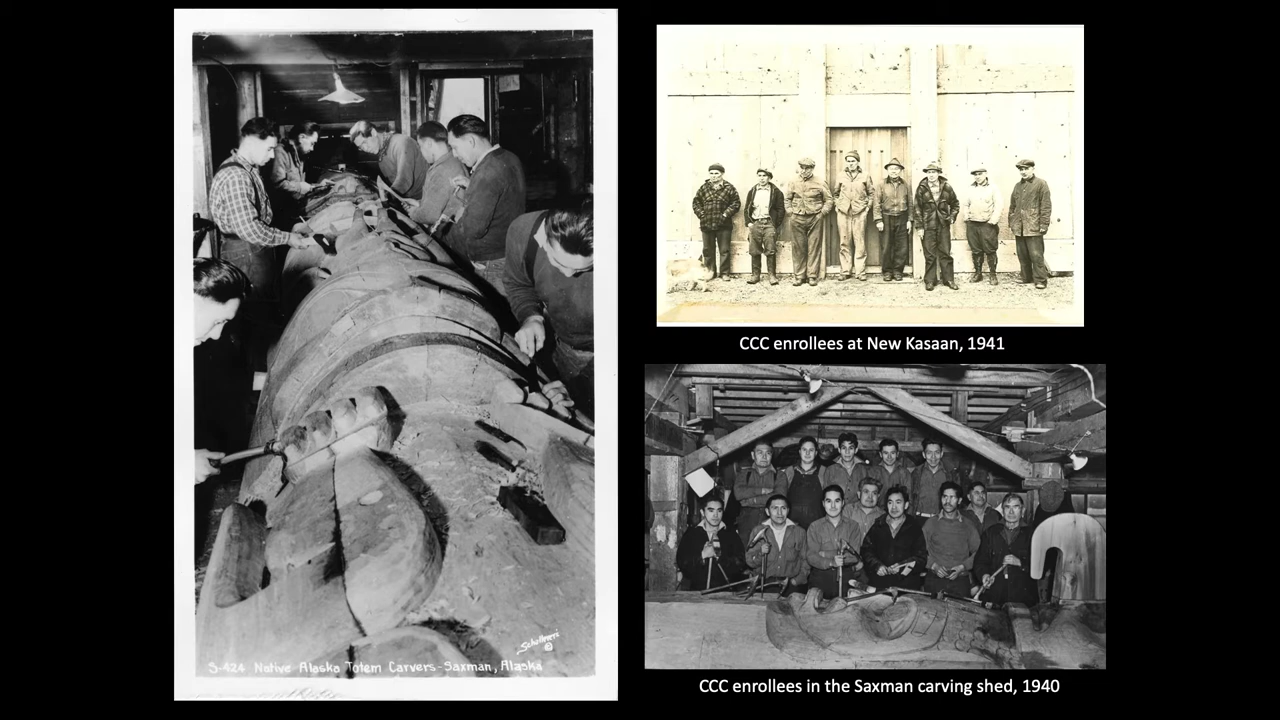 Schallerer
©
S-424 Native Alaska Totem Carvers-Saxman, Alaska
CCC enrollees at New Kasaan, 1941
CCC enrollees in the Saxman carving shed, 1940